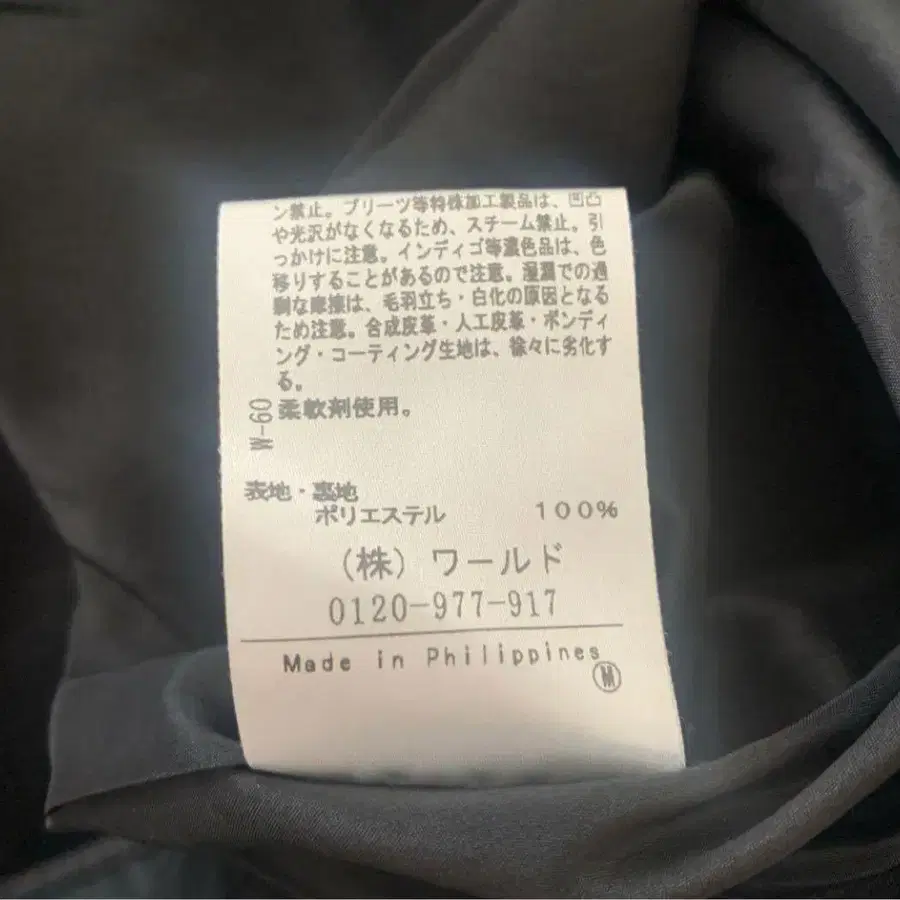 ン禁止。プリーツ等特殊加工製品は、凹凸
や光沢がなくなるため、スチーム禁止。引
っかけに注意。インディゴ等濃色品は、色
移りすることがあるので注意。湿潤での過
剰な摩擦は、毛羽立ち・白化の原因となる
ため注意。合成皮革・人工皮革・ボンディ
ング・コーティング生地は、徐々に劣化す
る。
柔軟剤使用。
09-M
表地・裏地
ポリエステル 100%
(株)ワールド
0120-977-917
Made in Philippines
M